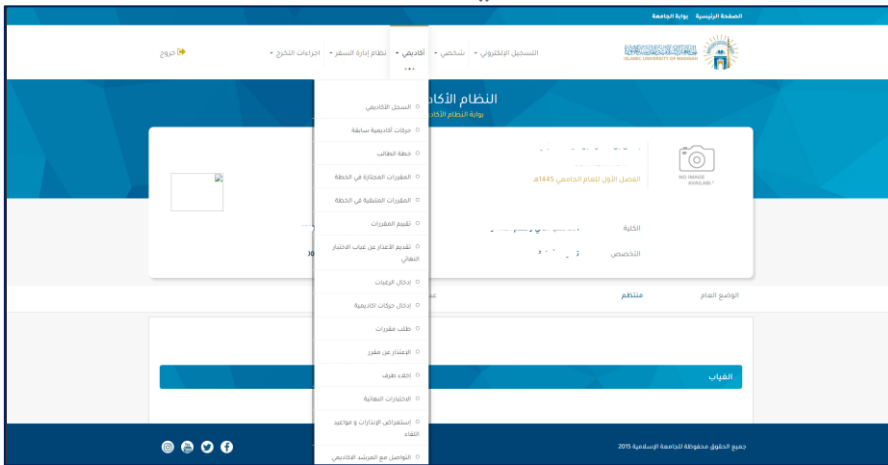 الصفحة الرئيسية بوابة الجامعة
ISLAMIC UNIVERSITY OF MADINAH
التسجيل الإلكتروني
شخصي
أكاديمي
نظام إدارة السفر
اجراءات التخرج
خروج
النظام الأكاد
بوابة النظام الأكاد
NO IMAGE
AVAILABLE
الفصل الأول للعام الجامعي 1445هـ
الكلية
التخصص
الوضع العام
منتظم
السجل الأكاديمي
حركات أكاديمية سابقة
خطة الطالب
المقررات المجتازة في الخطة
المقررات المتبقية في الخطة
تقييم المقررات
تقديم الأعذار عن غياب الاختبار
النهائي
إدخال الرغبات
إدخال حركات اكاديمية
طلب مقررات
الإعتذار عن مقرر
إخلاء طرف
الاختبارات النهائية
إستعراض الإنذارات و مواعيد
اللقاء
التواصل مع المرشد الاكاديمي
الغياب
جميع الحقوق محفوظة للجامعة الإسلامية 2015